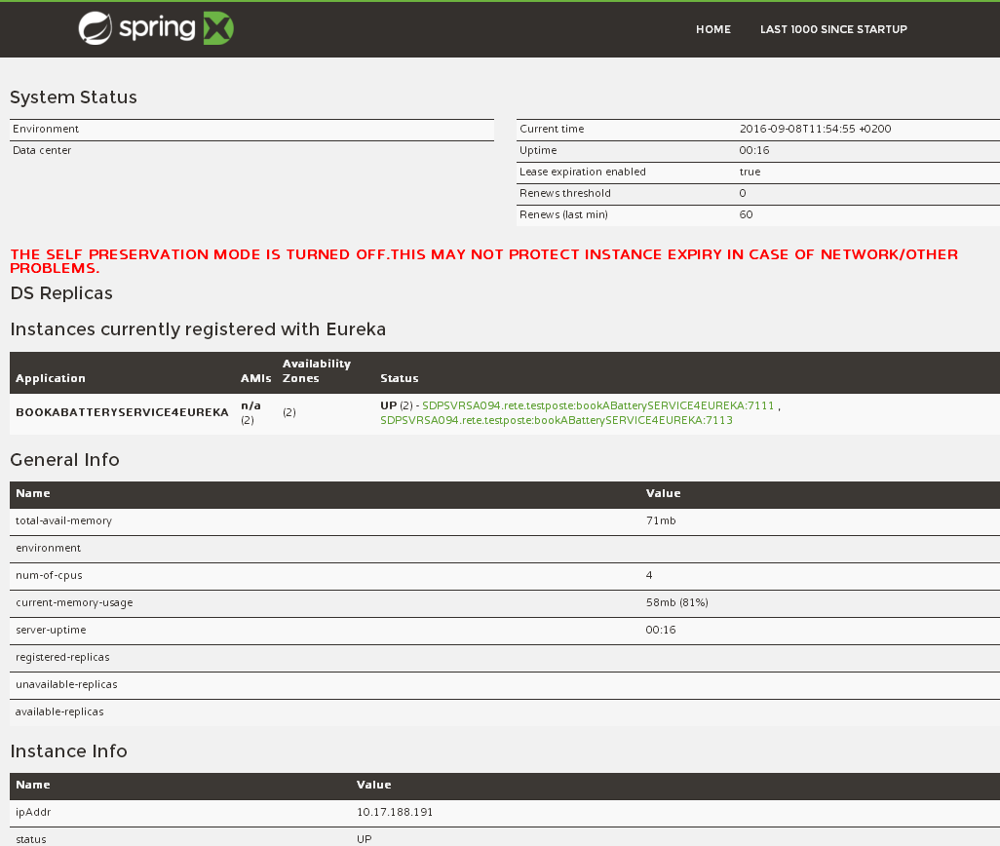 spring
HOME LAST 1000 SINCE STARTUP
System Status
Environment
Data center
Current time 2016-09-08T11:54:55 +0200
Uptime 00:16
Lease expiration enabled true
Renews threshold 0
Renews (last min) 60
THE SELF PRESERVATION MODE IS TURNED OFF.THIS MAY NOT PROTECT INSTANCE EXPIRY IN CASE OF NETWORK/OTHER
PROBLEMS.
DS Replicas
Instances currently registered with Eureka
Application AMIs Availability Zones Status
BOOKABATTERYSERVICE4EUREKA n/a (2) (2) UP (2) - SDPSVRSA094.rete.testposte:bookABatterySERVICE4EUREKA:7111 ,
SDPSVRSA094.rete.testposte:bookABatterySERVICE4EUREKA:7113
General Info
Name Value
total-avail-memory 71mb
environment
num-of-cpus 4
current-memory-usage 58mb (81%)
server-uptime 00:16
registered-replicas
unavailable-replicas
available-replicas
Instance Info
Name Value
ipAddr 10.17.188.191
status UP